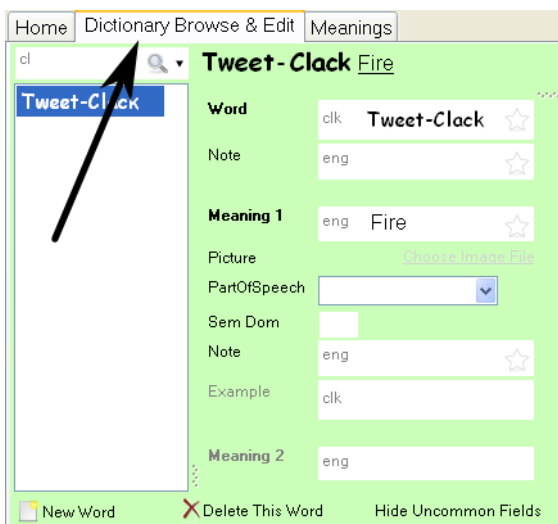 Home Dictionary Browse & Edit Meanings
cl
Tweet-Clack Fire
Tweet-Clack
Word clk Tweet-Clack
Note eng
Meaning 1 eng Fire
Picture Choose Image File
PartOfSpeech
Sem Dom
Note eng
Example clk
Meaning 2 eng
New Word Delete This Word Hide Uncommon Fields